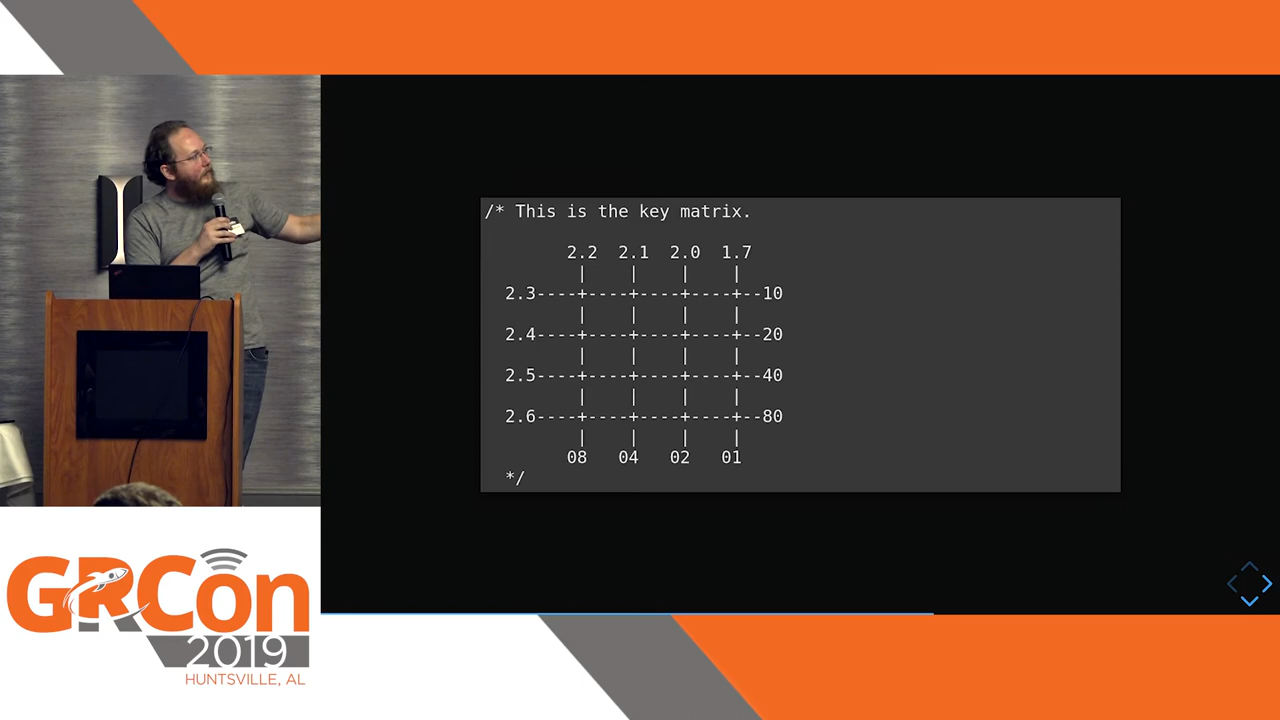 /* This is the key matrix.
2.2 2.1 2.0 1.7
| | | |
2.3----+----+----+----+--10
| | | |
2.4----+----+----+----+--20
| | | |
2.5----+----+----+----+--40
| | | |
2.6----+----+----+----+--80
| | | |
08 04 02 01
*/
GRCon
2019
HUNTSVILLE, AL